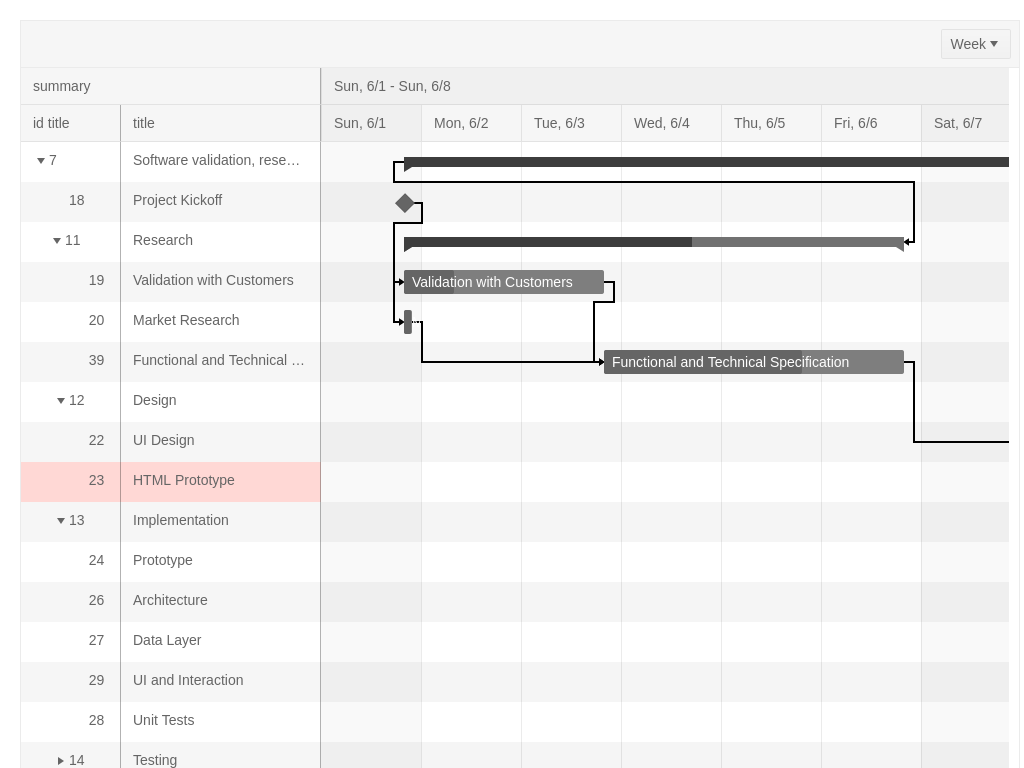 Week
summary
Sun, 6/1 - Sun, 6/8
id title title Sun, 6/1 Mon, 6/2 Tue, 6/3 Wed, 6/4 Thu, 6/5 Fri, 6/6 Sat, 6/7
7 Software validation, rese…
18 Project Kickoff
11 Research
19 Validation with Customers Validation with Customers
20 Market Research
39 Functional and Technical … Functional and Technical Specification
12 Design
22 UI Design
23 HTML Prototype
13 Implementation
24 Prototype
26 Architecture
27 Data Layer
29 UI and Interaction
28 Unit Tests
14 Testing